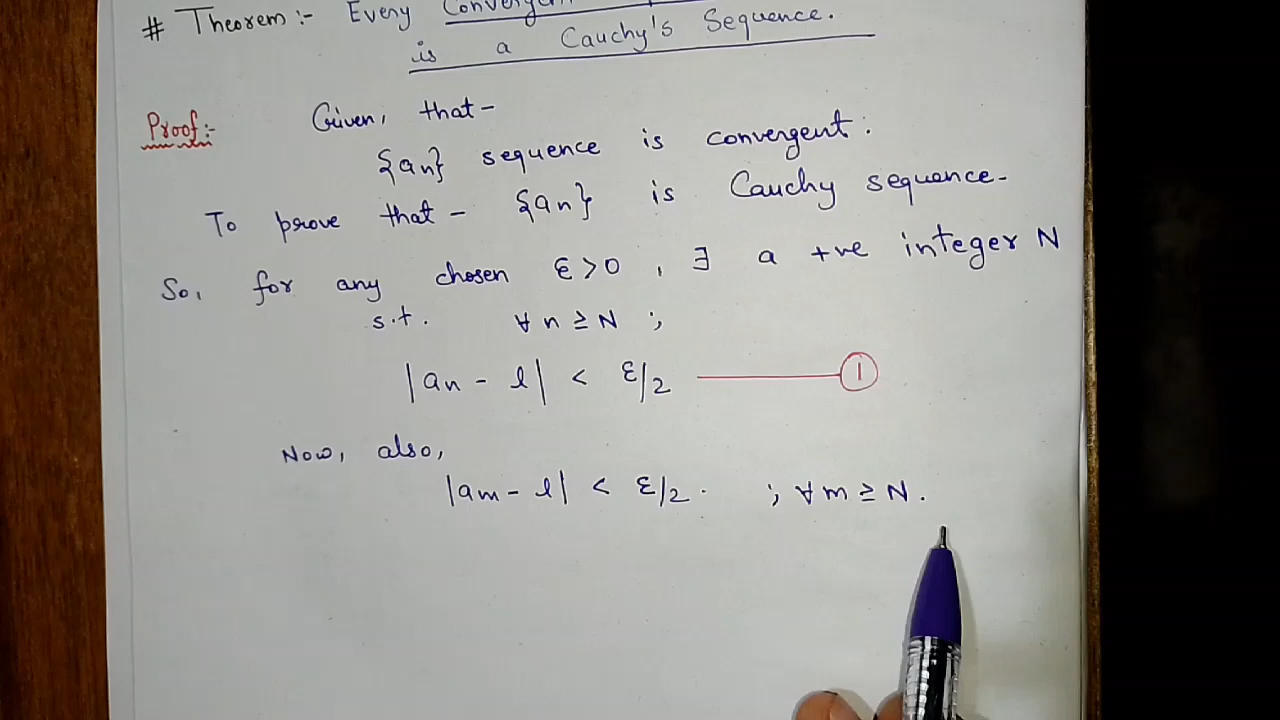 # Theorem:- Every Convergent
is a Cauchy's Sequence.
Proof:- Given, that-
{an} sequence is convergent.
To prove that- {an} is Cauchy sequence-
So, for any chosen ε>0, ∃ a +ve integer N
s.t. ∀ n ≥ N ;
|an - l| < ε/2 ——— ①
Now, also,
|am - l| < ε/2. ; ∀ m ≥ N.